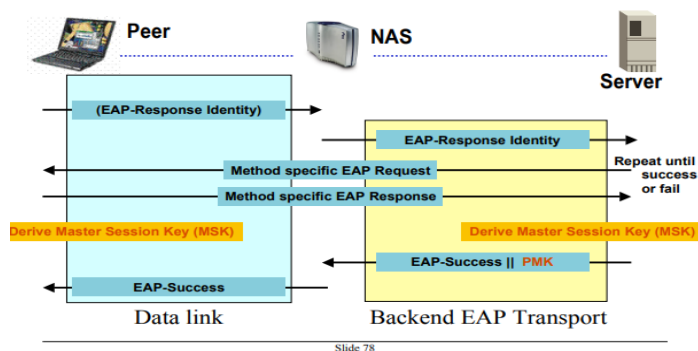 Peer
NAS
Server
(EAP-Response Identity)
EAP-Response Identity
Method specific EAP Request
Repeat until
success
or fail
Method specific EAP Response
Derive Master Session Key (MSK)
Derive Master Session Key (MSK)
EAP-Success || PMK
EAP-Success
Data link
Backend EAP Transport
Slide 78